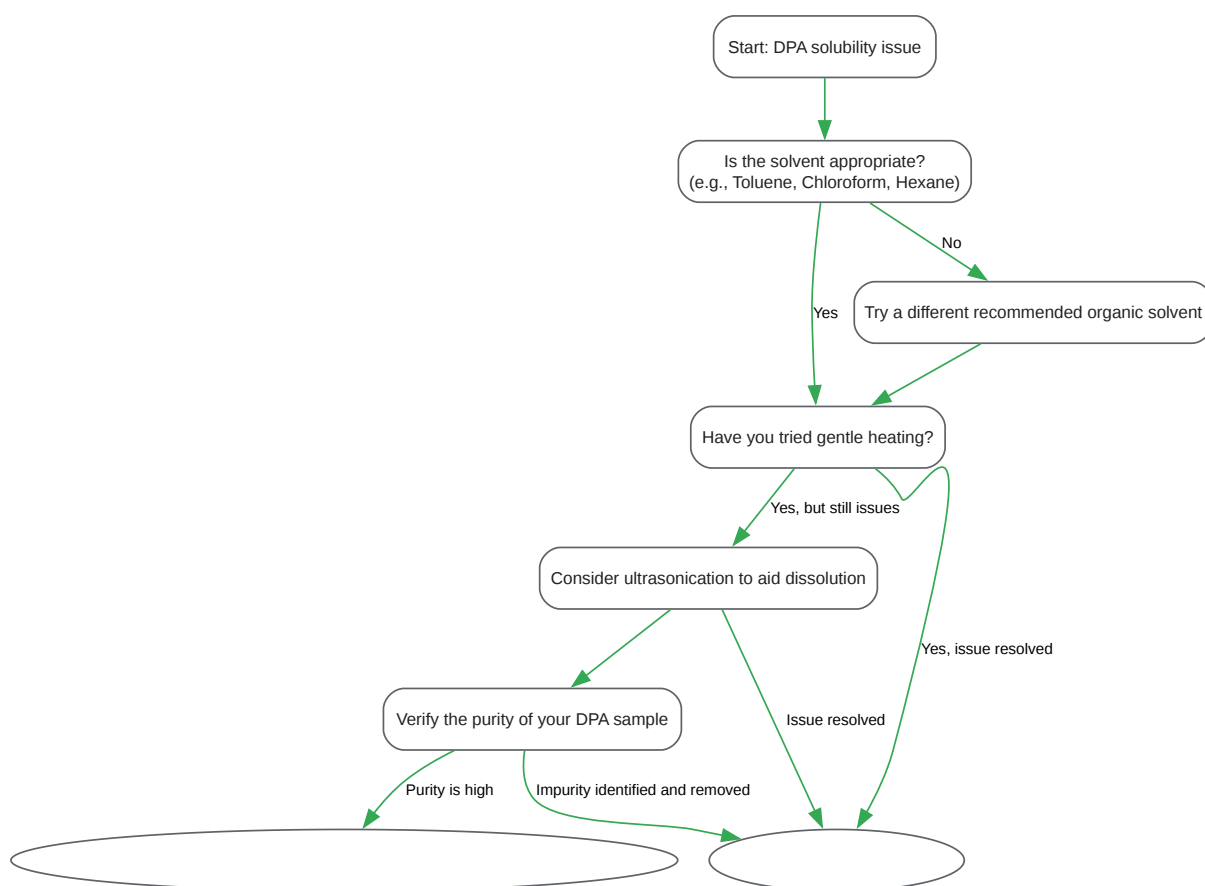 Start: DPA solubility issue
Is the solvent appropriate?
(e.g., Toluene, Chloroform, Hexane)
No
Yes
Try a different recommended organic solvent
Have you tried gentle heating?
Yes, but still issues
Consider ultrasonication to aid dissolution
Yes, issue resolved
Verify the purity of your DPA sample
Issue resolved
Purity is high
Impurity identified and removed